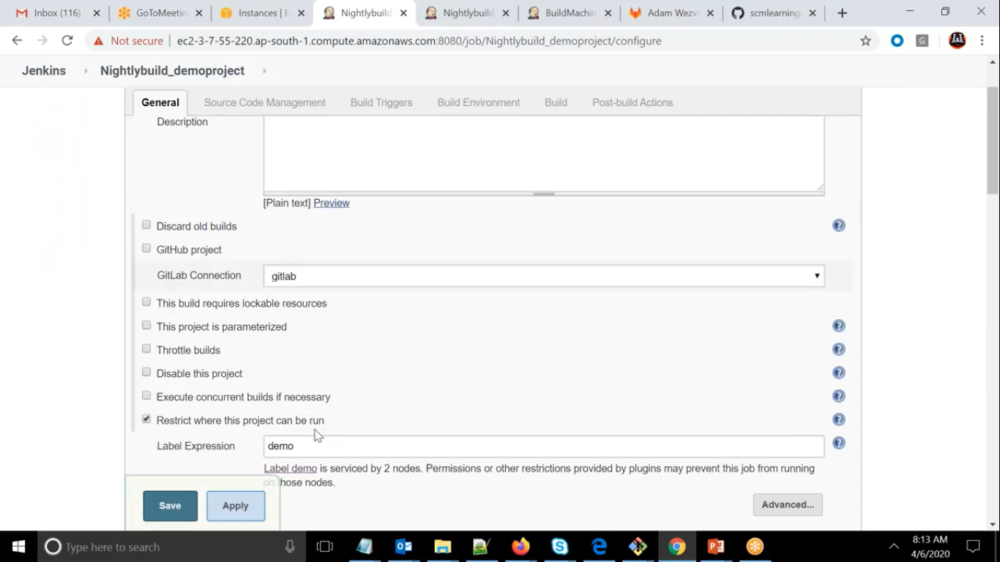 Inbox (116)
GoToMeetin
Instances | E
Nightlybuild
Nightlybuild
BuildMachin
Adam Wezv
scmlearning
Not secure
ec2-3-7-55-220.ap-south-1.compute.amazonaws.com:8080/job/Nightlybuild_demoproject/configure
G
Jenkins
Nightlybuild_demoproject
General
Source Code Management
Build Triggers
Build Environment
Build
Post-build Actions
Description
[Plain text] Preview
Discard old builds
GitHub project
GitLab Connection
gitlab
This build requires lockable resources
This project is parameterized
Throttle builds
Disable this project
Execute concurrent builds if necessary
Restrict where this project can be run
Label Expression
demo
Label demo is serviced by 2 nodes. Permissions or other restrictions provided by plugins may prevent this job from running
on those nodes.
Save
Apply
Advanced...
Type here to search
8:13 AM
4/6/2020